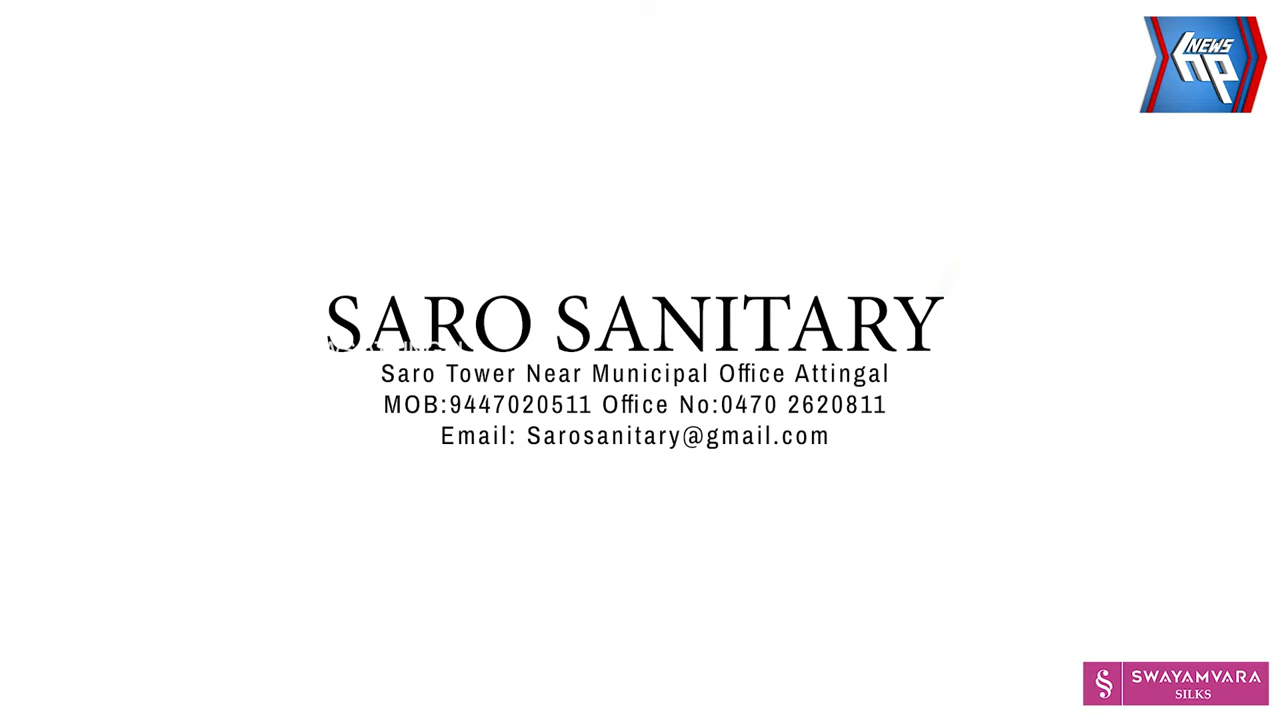 NEWS
hp
SARO SANITARY
Saro Tower Near Municipal Office Attingal
MOB:9447020511 Office No:0470 2620811
Email: Sarosanitary@gmail.com
SWAYAMVARA
SILKS